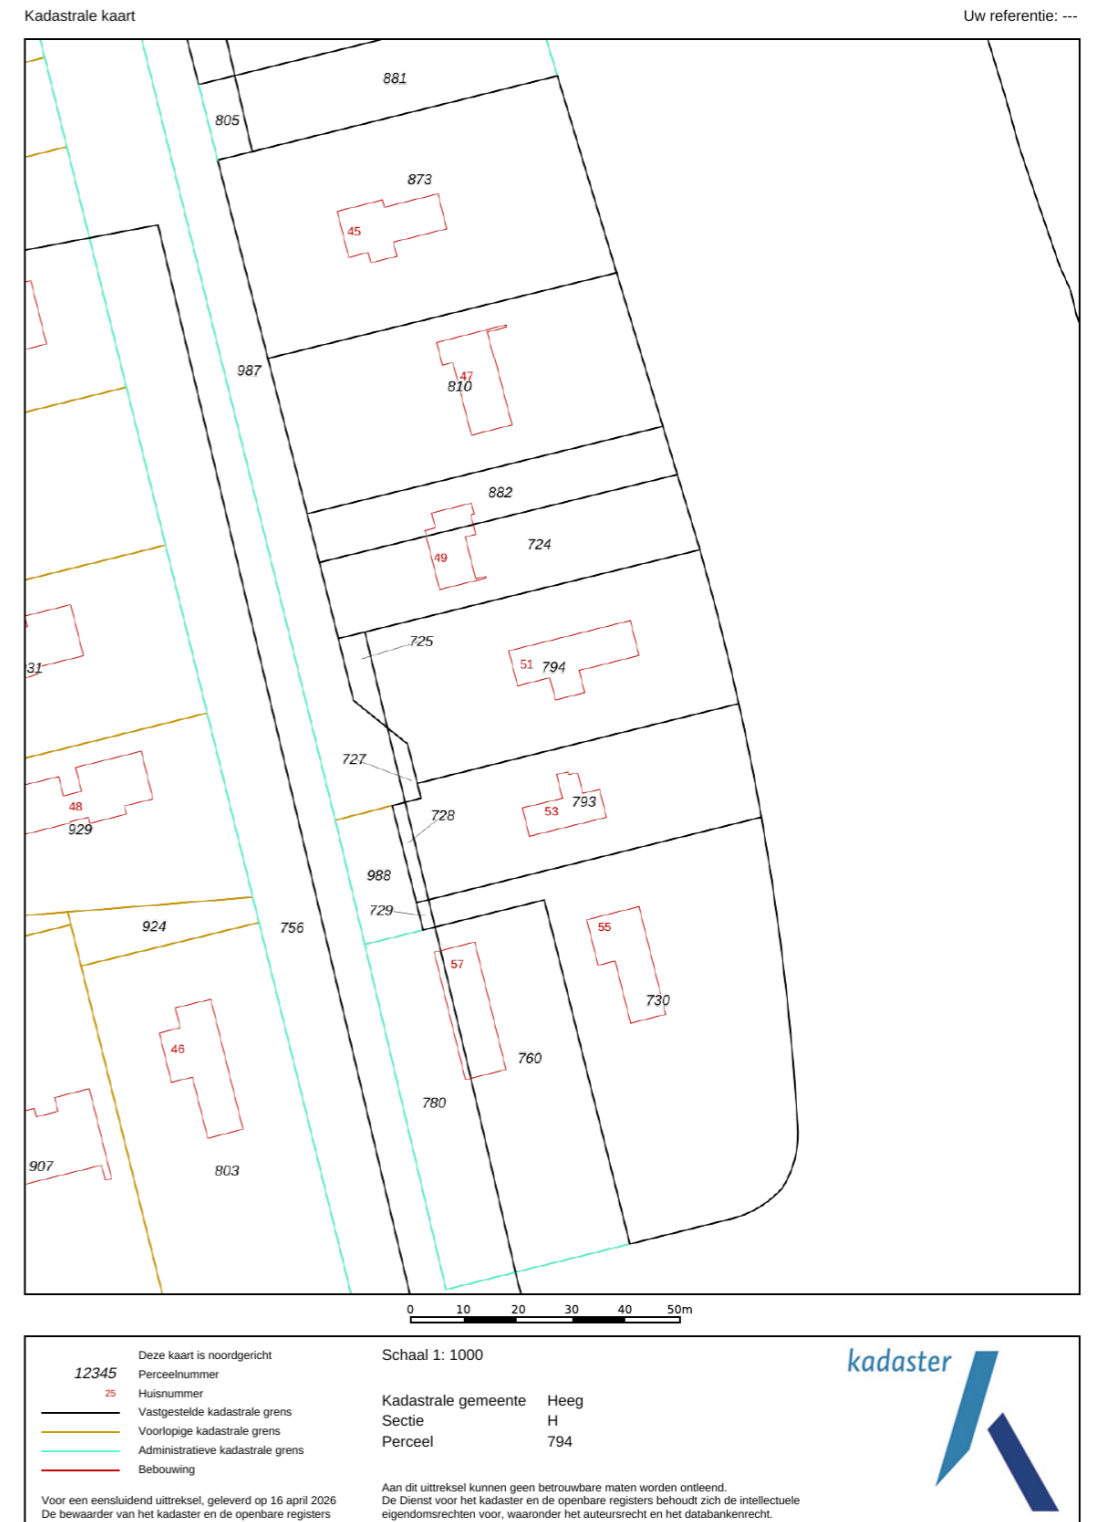 Kadastrale kaart
Uw referentie: ---
881
805
873
45
987
47
810
882
724
49
725
51
794
31
727
53
793
48
929
728
988
729
924
756
55
57
730
46
760
780
907
803
0 10 20 30 40 50m
Deze kaart is noordgericht
12345 Perceelnummer
25 Huisnummer
Vastgestelde kadastrale grens
Voorlopige kadastrale grens
Administratieve kadastrale grens
Bebouwing
Voor een eensluidend uittreksel, geleverd op 16 april 2026
De bewaarder van het kadaster en de openbare registers
Schaal 1: 1000
Kadastrale gemeente Heeg
Sectie H
Perceel 794
Aan dit uittreksel kunnen geen betrouwbare maten worden ontleend.
De Dienst voor het kadaster en de openbare registers behoudt zich de intellectuele
eigendomsrechten voor, waaronder het auteursrecht en het databankenrecht.
kadaster